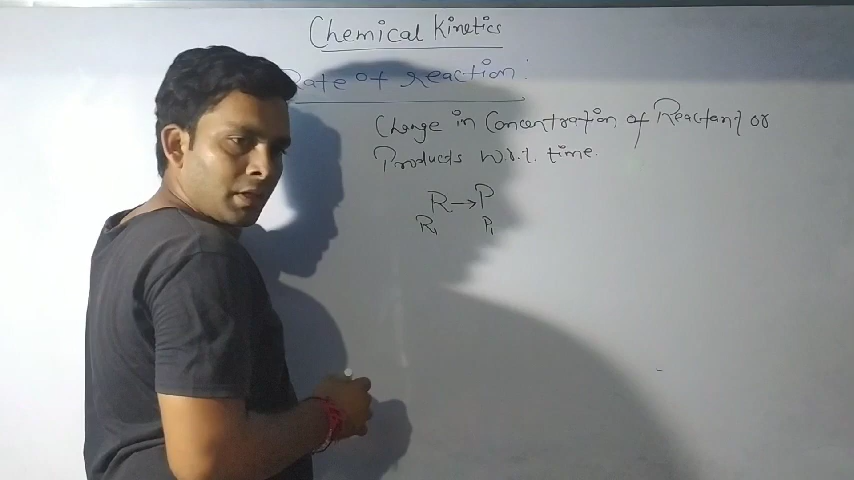 Chemical Kinetics
Rate of reaction:
Change in Concentration of Reactant or
Products w.r.t. time.
R → P
R₁ P₁